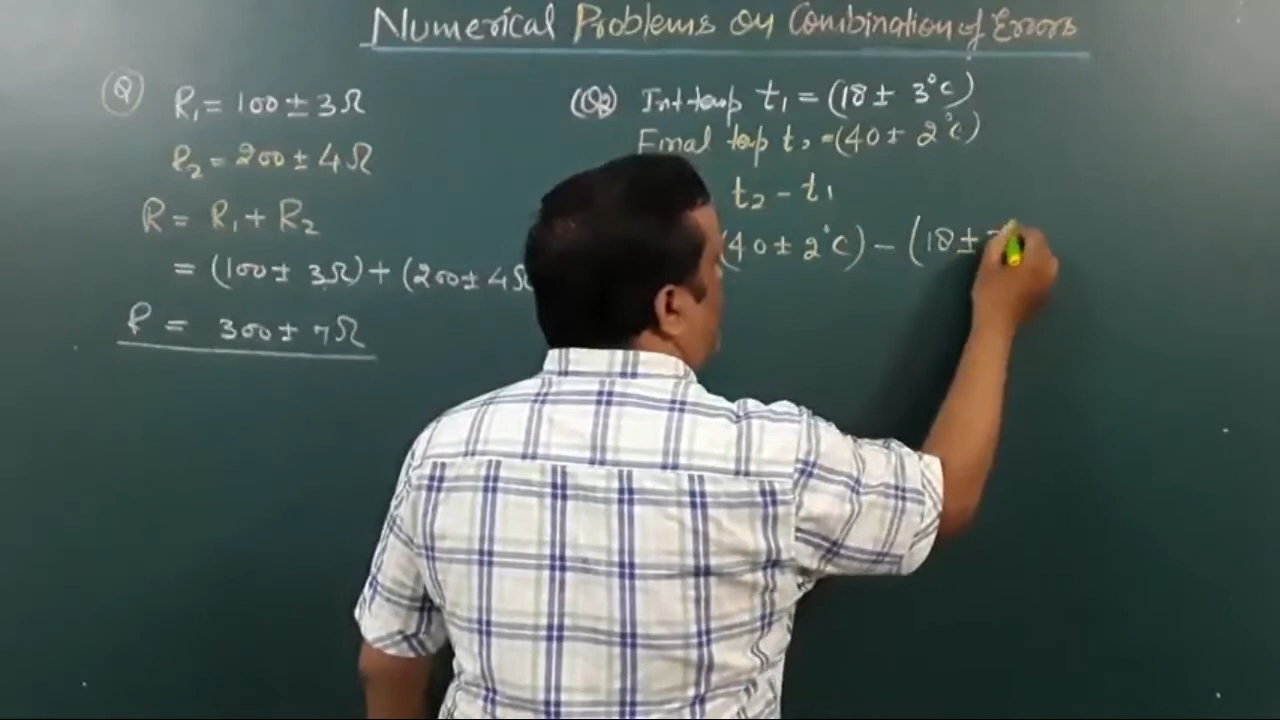 Numerical Problems on Combination of Errors
Q R₁ = 100 ± 3Ω
R₂ = 200 ± 4Ω
R = R₁ + R₂
= (100 ± 3Ω) + (200 ± 4Ω
R = 300 ± 7Ω
(Q2) Int temp t₁ = (18 ± 3°C)
Final tep t₂ = (40 ± 2°C)
t₂ - t₁
(40 ± 2°C) - (18 ±